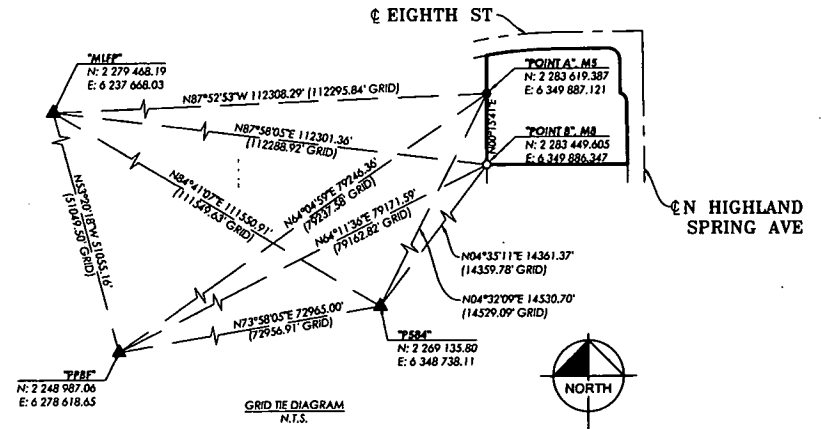 ℄ EIGHTH ST
"MLFP"
N: 2 279 468.19
E: 6 237 668.03
"POINT A", M5
N: 2 283 619.387
E: 6 349 887.121
N87°52'53"W 112308.29' (112295.84' GRID)
N87°58'05"E 112301.36'
(112288.92' GRID)
N00°15'41"E
"POINT B", M8
N: 2 283 449.605
E: 6 349 886.347
N84°41'07"E 111550.91'
(111549.63' GRID)
N53°20'18"W 51055.16'
(51049.50' GRID)
N64°04'59"E 79246.36'
(79237.58' GRID)
N64°11'36"E 79171.59'
(79162.82' GRID)
℄ N HIGHLAND
SPRING AVE
N04°35'11"E 14361.37'
(14359.78' GRID)
N04°32'09"E 14530.70'
(14529.09' GRID)
N73°58'05"E 72965.00'
(72956.91' GRID)
"P584"
N: 2 269 135.80
E: 6 348 738.11
"PPBF"
N: 2 248 987.06
E: 6 278 618.65
GRID TIE DIAGRAM
N.T.S.
NORTH